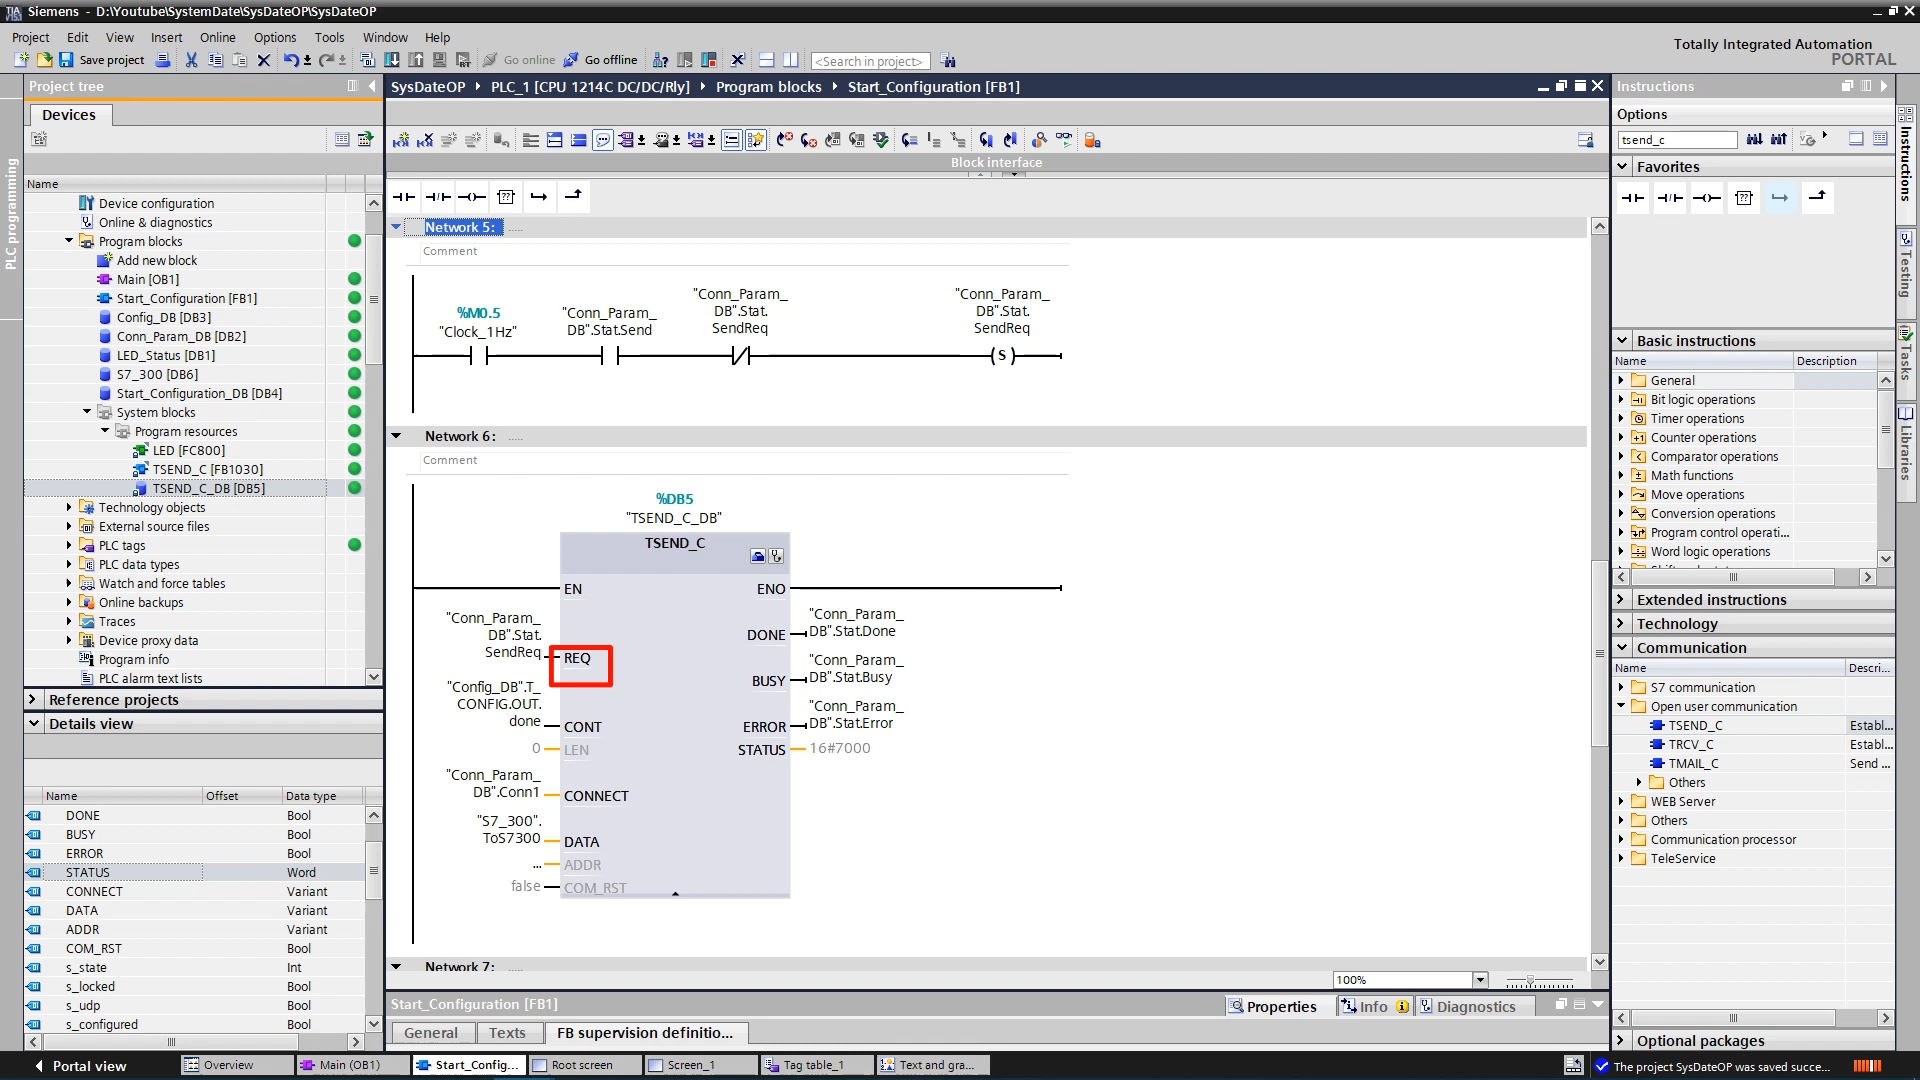 Siemens - D:\Youtube\SystemDate\SysDateOP\SysDateOP
Project Edit View Insert Online Options Tools Window Help
Totally Integrated Automation
PORTAL
Save project
Go online
Go offline
<Search in project>
Project tree
SysDateOP PLC_1 [CPU 1214C DC/DC/Rly] Program blocks Start_Configuration [FB1]
Instructions
Devices
Options
tsend_c
Block interface
Favorites
PLC programming
Name
Device configuration
Online & diagnostics
Program blocks
Add new block
Main [OB1]
Start_Configuration [FB1]
Config_DB [DB3]
Conn_Param_DB [DB2]
LED_Status [DB1]
S7_300 [DB6]
Start_Configuration_DB [DB4]
System blocks
Program resources
LED [FC800]
TSEND_C [FB1030]
TSEND_C_DB [DB5]
Technology objects
External source files
PLC tags
PLC data types
Watch and force tables
Online backups
Traces
Device proxy data
Program info
PLC alarm text lists
Reference projects
Details view
Name Offset Data type
DONE Bool
BUSY Bool
ERROR Bool
STATUS Word
CONNECT Variant
DATA Variant
ADDR Variant
COM_RST Bool
s_state Int
s_locked Bool
s_udp Bool
s_configured Bool
Network 5: .....
Comment
%M0.5
"Clock_1Hz"
"Conn_Param_
DB".Stat.Send
"Conn_Param_
DB".Stat.
SendReq
"Conn_Param_
DB".Stat.
SendReq
S
Network 6: .....
Comment
%DB5
"TSEND_C_DB"
TSEND_C
EN ENO
"Conn_Param_
DB".Stat.
SendReq REQ
"Config_DB".T_
CONFIG.OUT.
done CONT
0 LEN
"Conn_Param_
DB".Conn1 CONNECT
"S7_300".
ToS7300 DATA
... ADDR
false COM_RST
DONE "Conn_Param_
DB".Stat.Done
BUSY "Conn_Param_
DB".Stat.Busy
ERROR "Conn_Param_
DB".Stat.Error
STATUS 16#7000
Network 7: .....
100%
Start_Configuration [FB1]
Properties Info Diagnostics
General Texts FB supervision definitio...
Basic instructions
Name Description
General
Bit logic operations
Timer operations
Counter operations
Comparator operations
Math functions
Move operations
Conversion operations
Program control operati...
Word logic operations
Extended instructions
Technology
Communication
Name Descri...
S7 communication
Open user communication
TSEND_C Establ...
TRCV_C Establ...
TMAIL_C Send ...
Others
WEB Server
Others
Communication processor
TeleService
Optional packages
Instructions
Testing
Tasks
Libraries
Portal view
Overview
Main (OB1)
Start_Config...
Root screen
Screen_1
Tag table_1
Text and gra...
The project SysDateOP was saved succe...